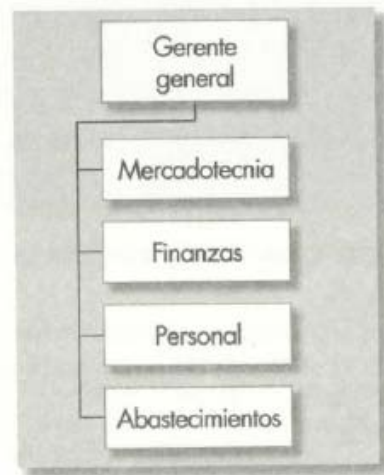 Gerente
general
Mercadotecnia
Finanzas
Personal
Abastecimientos